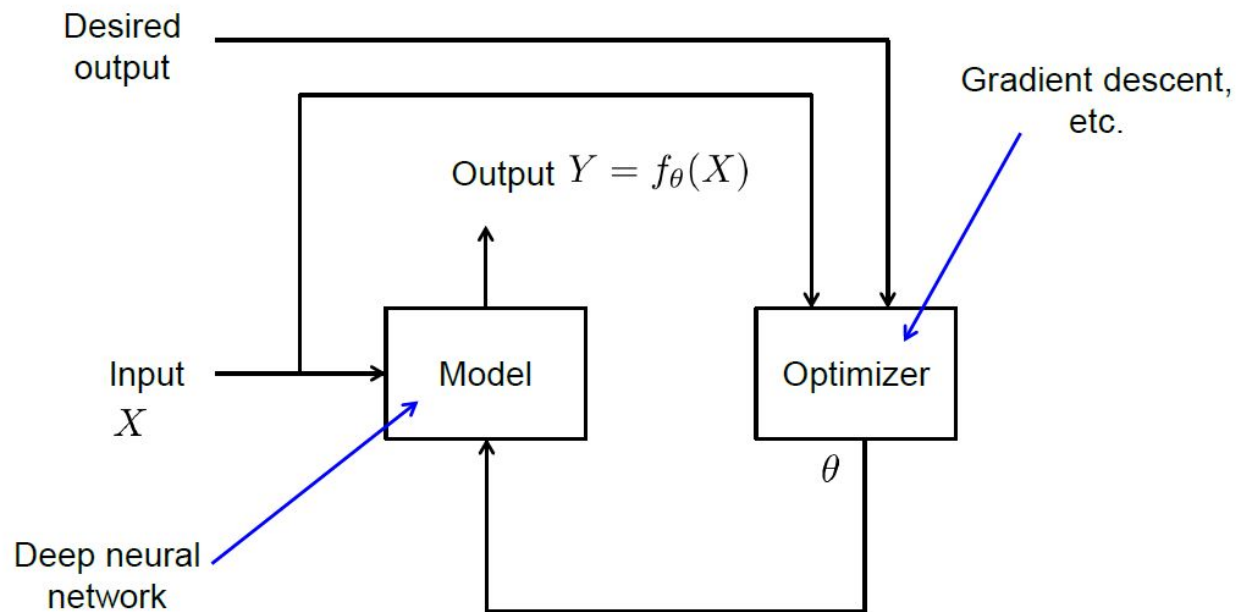 Desired
output
Gradient descent,
etc.
Output Y = f_θ(X)
Input
X
Model
Optimizer
θ
Deep neural
network